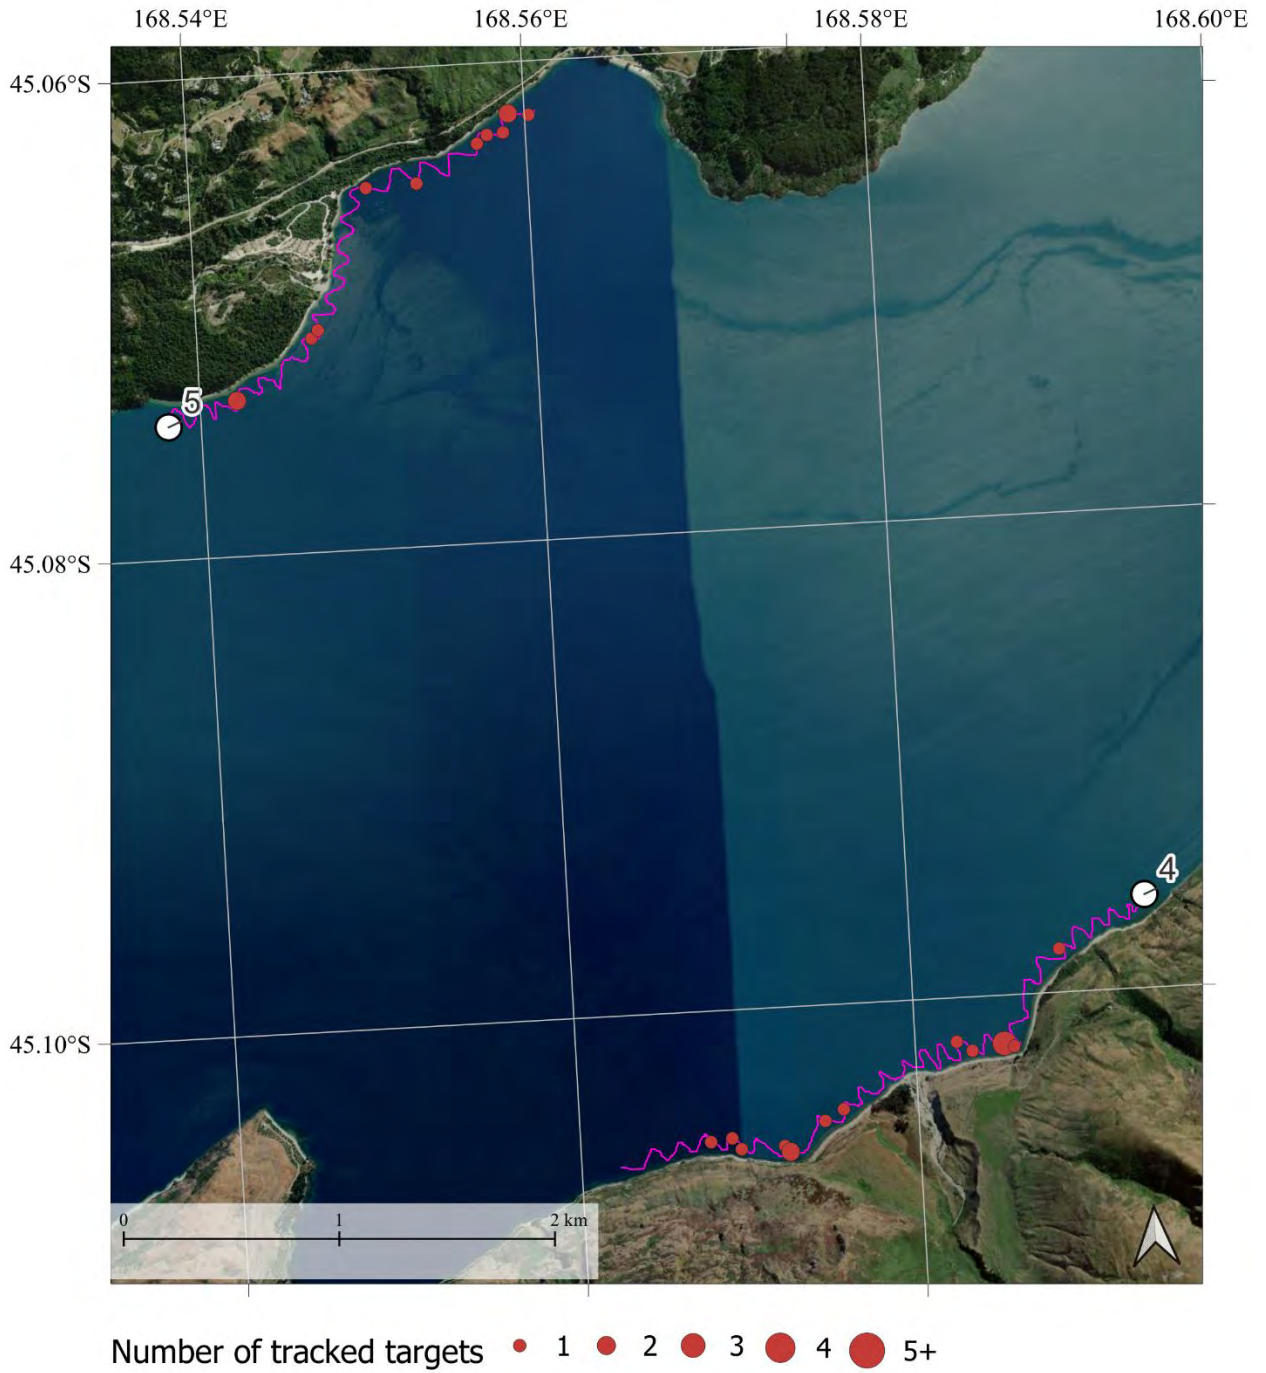 168.54°E 168.56°E 168.58°E 168.60°E
45.06°S
5
45.08°S
4
45.10°S
0 1 2 km
Number of tracked targets 1 2 3 4 5+